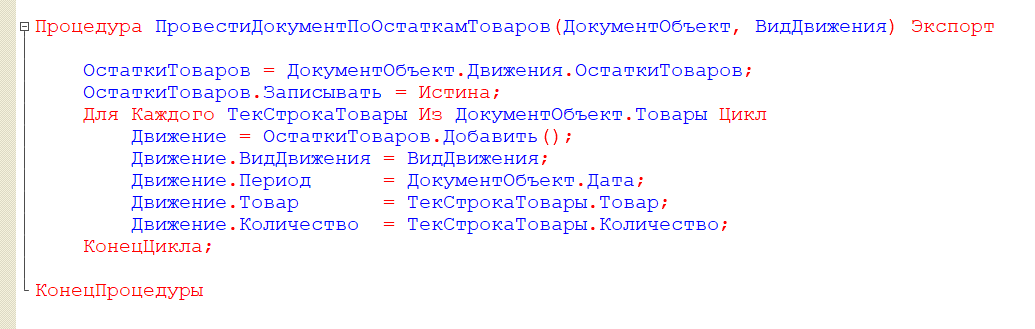 Процедура ПровестиДокументПоОстаткамТоваров(ДокументОбъект, ВидДвижения) Экспорт
ОстаткиТоваров = ДокументОбъект.Движения.ОстаткиТоваров;
ОстаткиТоваров.Записывать = Истина;
Для Каждого ТекСтрокаТовары Из ДокументОбъект.Товары Цикл
Движение = ОстаткиТоваров.Добавить();
Движение.ВидДвижения = ВидДвижения;
Движение.Период      = ДокументОбъект.Дата;
Движение.Товар       = ТекСтрокаТовары.Товар;
Движение.Количество  = ТекСтрокаТовары.Количество;
КонецЦикла;
КонецПроцедуры